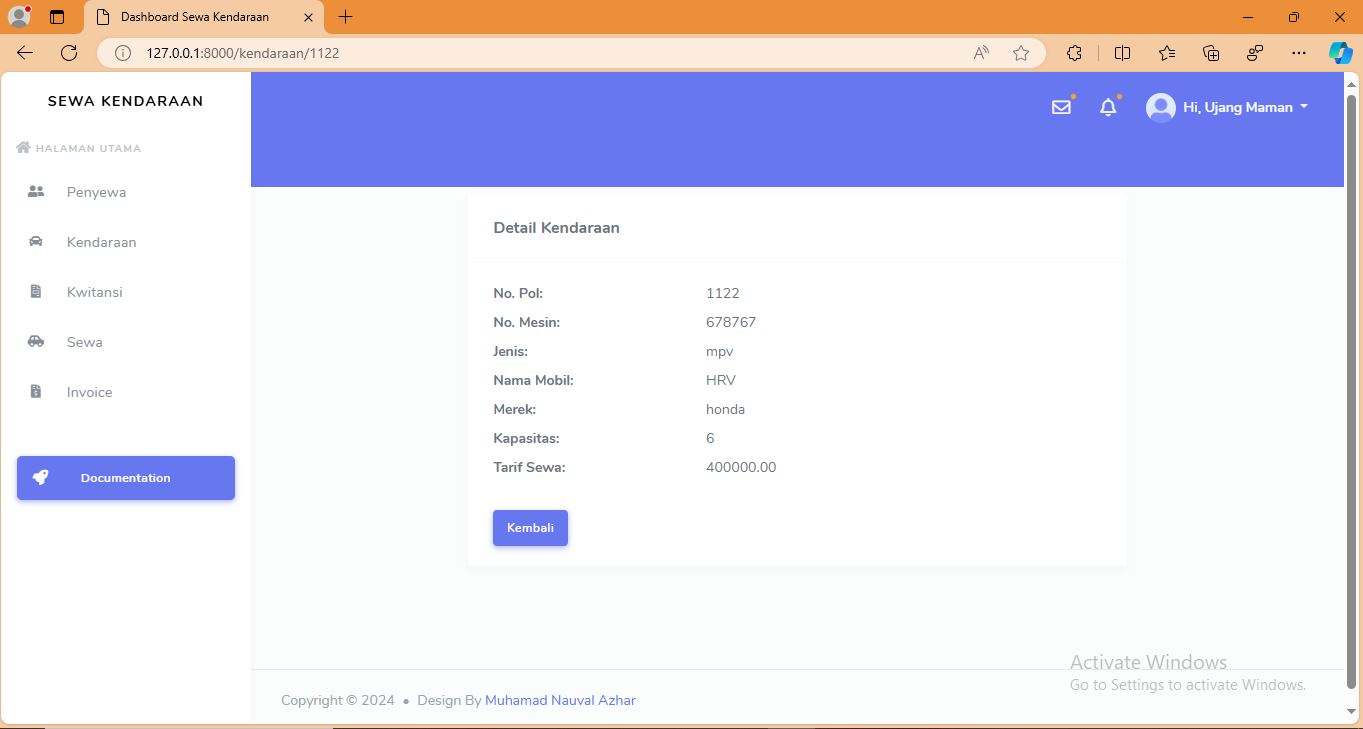 Dashboard Sewa Kendaraan
127.0.0.1:8000/kendaraan/1122
SEWA KENDARAAN
Hi, Ujang Maman
HALAMAN UTAMA
Penyewa
Kendaraan
Kwitansi
Sewa
Invoice
Documentation
Detail Kendaraan
No. Pol: 1122
No. Mesin: 678767
Jenis: mpv
Nama Mobil: HRV
Merek: honda
Kapasitas: 6
Tarif Sewa: 400000.00
Kembali
Activate Windows
Go to Settings to activate Windows.
Copyright © 2024 • Design By Muhamad Nauval Azhar